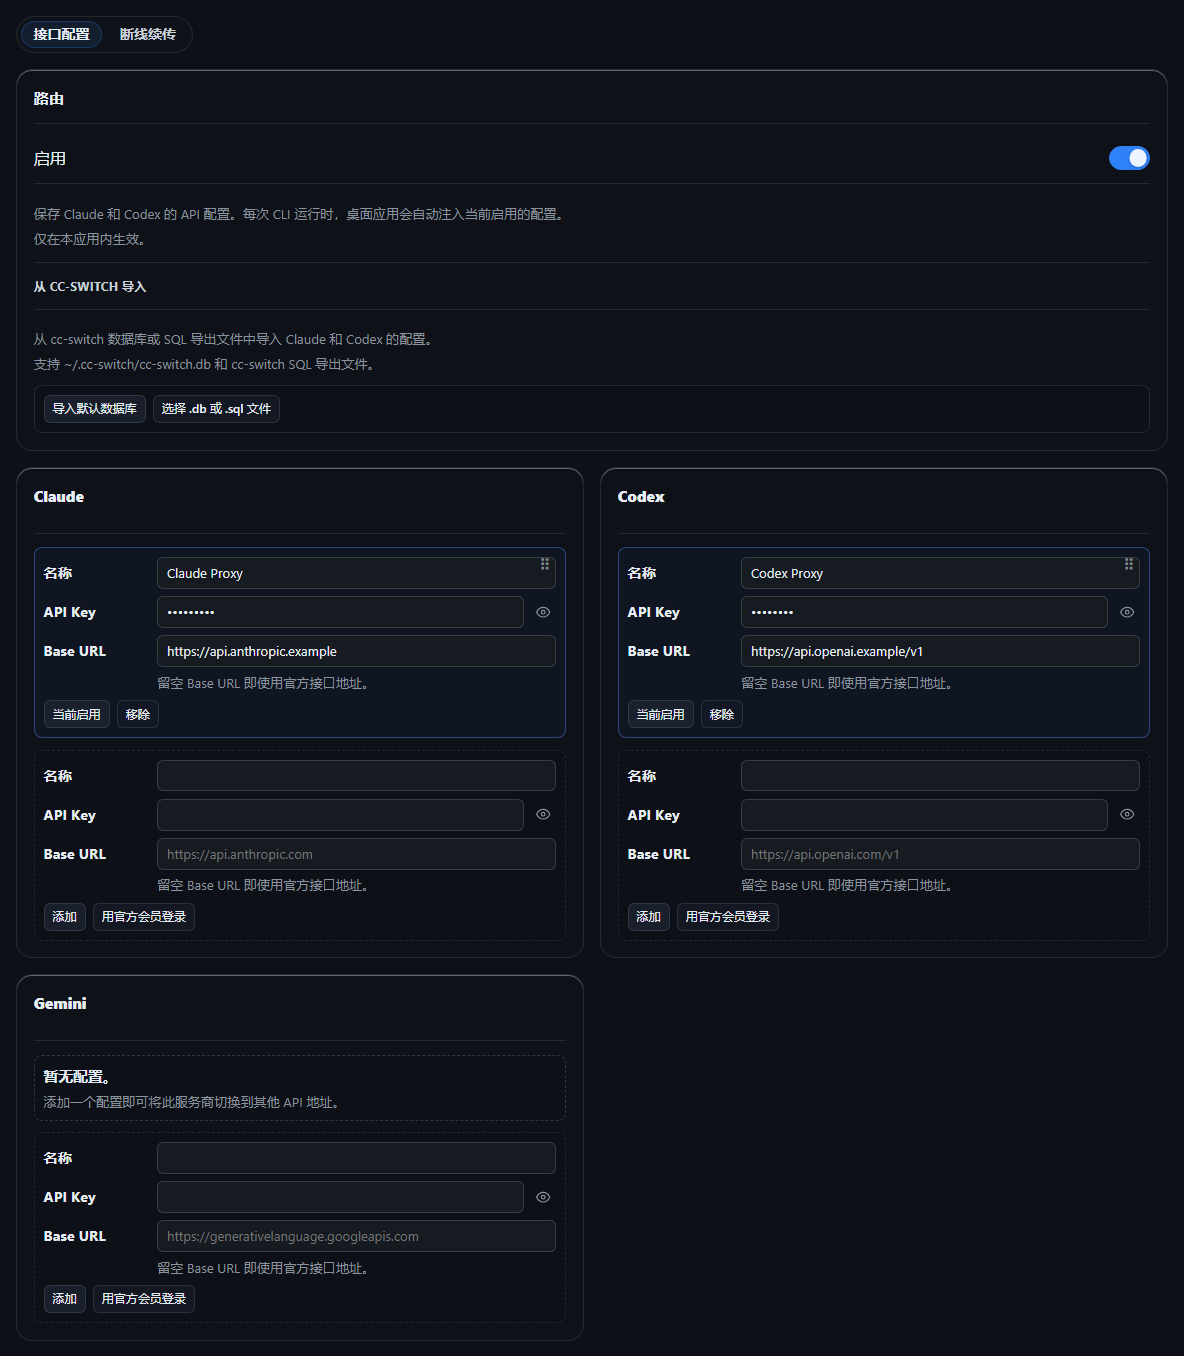 接口配置 断线续传
路由
启用
保存 Claude 和 Codex 的 API 配置。每次 CLI 运行时，桌面应用会自动注入当前启用的配置。
仅在本应用内生效。
从 CC-SWITCH 导入
从 cc-switch 数据库或 SQL 导出文件中导入 Claude 和 Codex 的配置。
支持 ~/.cc-switch/cc-switch.db 和 cc-switch SQL 导出文件。
导入默认数据库 选择 .db 或 .sql 文件
Claude
名称 Claude Proxy
API Key •••••••••
Base URL https://api.anthropic.example
留空 Base URL 即使用官方接口地址。
当前启用 移除
名称
API Key
Base URL https://api.anthropic.com
留空 Base URL 即使用官方接口地址。
添加 用官方会员登录
Codex
名称 Codex Proxy
API Key ••••••••
Base URL https://api.openai.example/v1
留空 Base URL 即使用官方接口地址。
当前启用 移除
名称
API Key
Base URL https://api.openai.com/v1
留空 Base URL 即使用官方接口地址。
添加 用官方会员登录
Gemini
暂无配置。
添加一个配置即可将此服务商切换到其他 API 地址。
名称
API Key
Base URL https://generativelanguage.googleapis.com
留空 Base URL 即使用官方接口地址。
添加 用官方会员登录